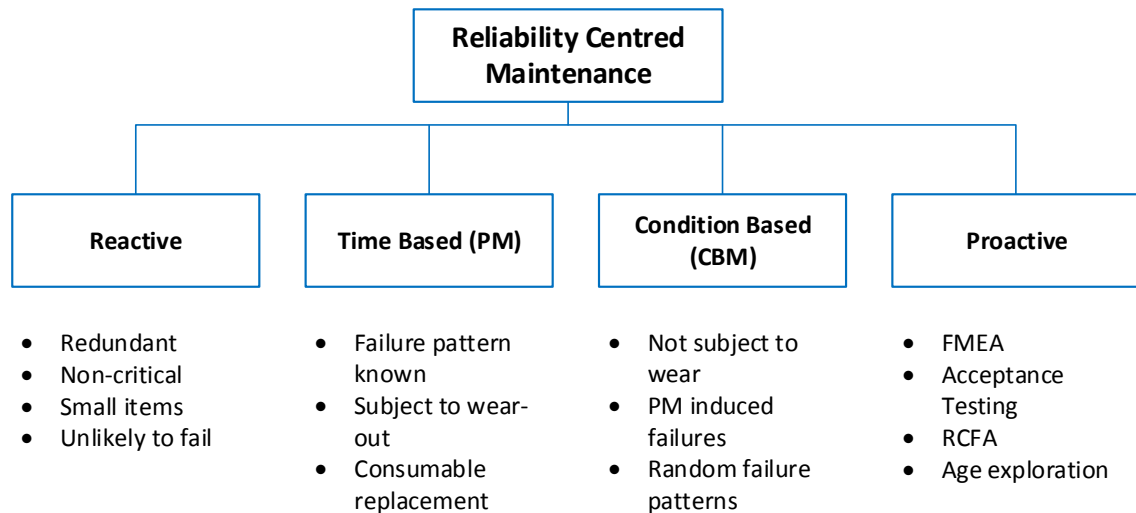 Reliability Centred
Maintenance
Reactive
Time Based (PM)
Condition Based
(CBM)
Proactive
• Redundant
• Non-critical
• Small items
• Unlikely to fail
• Failure pattern
known
• Subject to wear-
out
• Consumable
replacement
• Not subject to
wear
• PM induced
failures
• Random failure
patterns
• FMEA
• Acceptance
Testing
• RCFA
• Age exploration